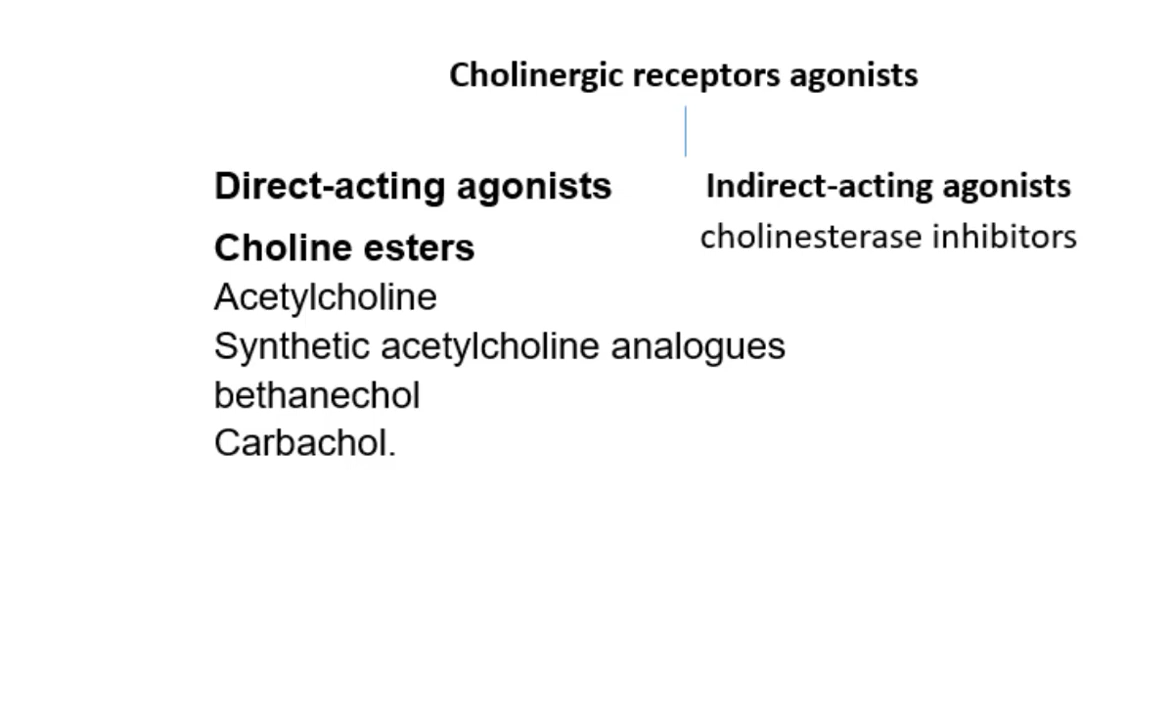 Cholinergic receptors agonists
Direct-acting agonists
Choline esters
Acetylcholine
Synthetic acetylcholine analogues
bethanechol
Carbachol.
Indirect-acting agonists
cholinesterase inhibitors